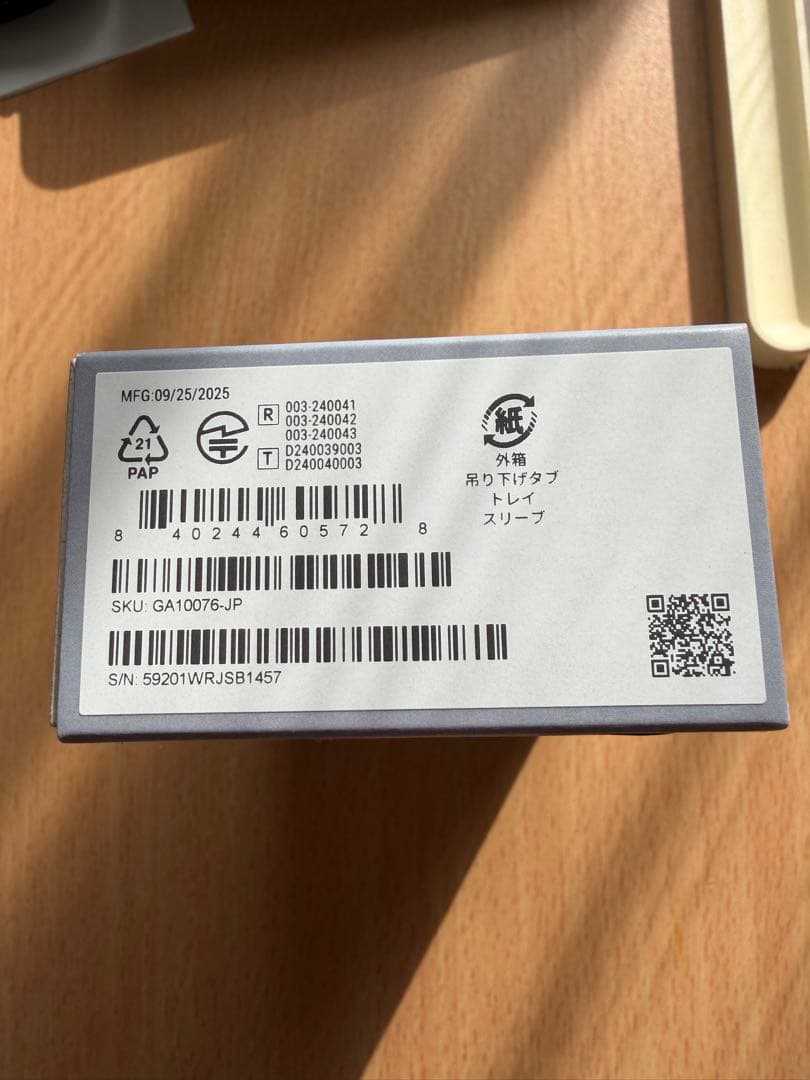 MFG:09/25/2025
21
PAP
R
003-240041
003-240042
003-240043
T
D240039003
D240040003
紙
外箱
吊り下げタブ
トレイ
スリーブ
8 40244 60572 8
SKU: GA10076-JP
S/N: 59201WRJSB1457